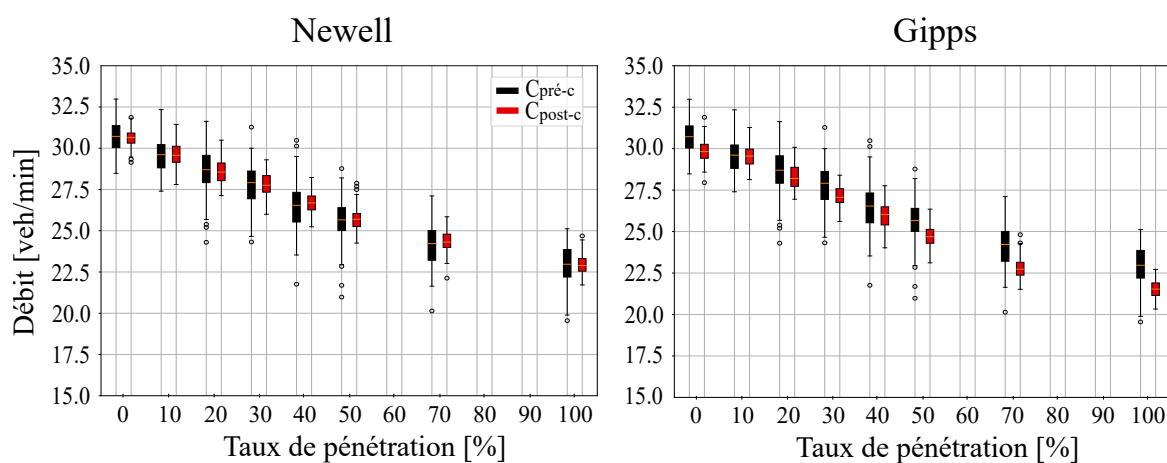 Newell
Gipps
Débit [veh/min]
35.0
32.5
30.0
27.5
25.0
22.5
20.0
17.5
15.0
Cpré-c
Cpost-c
0 10 20 30 40 50 60 70 80 90 100
Taux de pénétration [%]
35.0
32.5
30.0
27.5
25.0
22.5
20.0
17.5
15.0
0 10 20 30 40 50 60 70 80 90 100
Taux de pénétration [%]